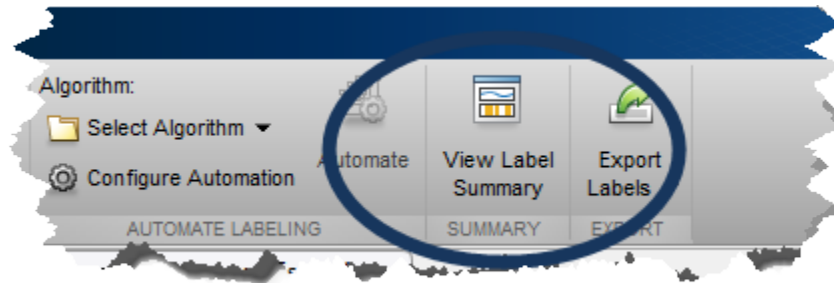 Algorithm:
Select Algorithm
Configure Automation
Automate
View Label
Summary
Export
Labels
AUTOMATE LABELING
SUMMARY
EXPORT